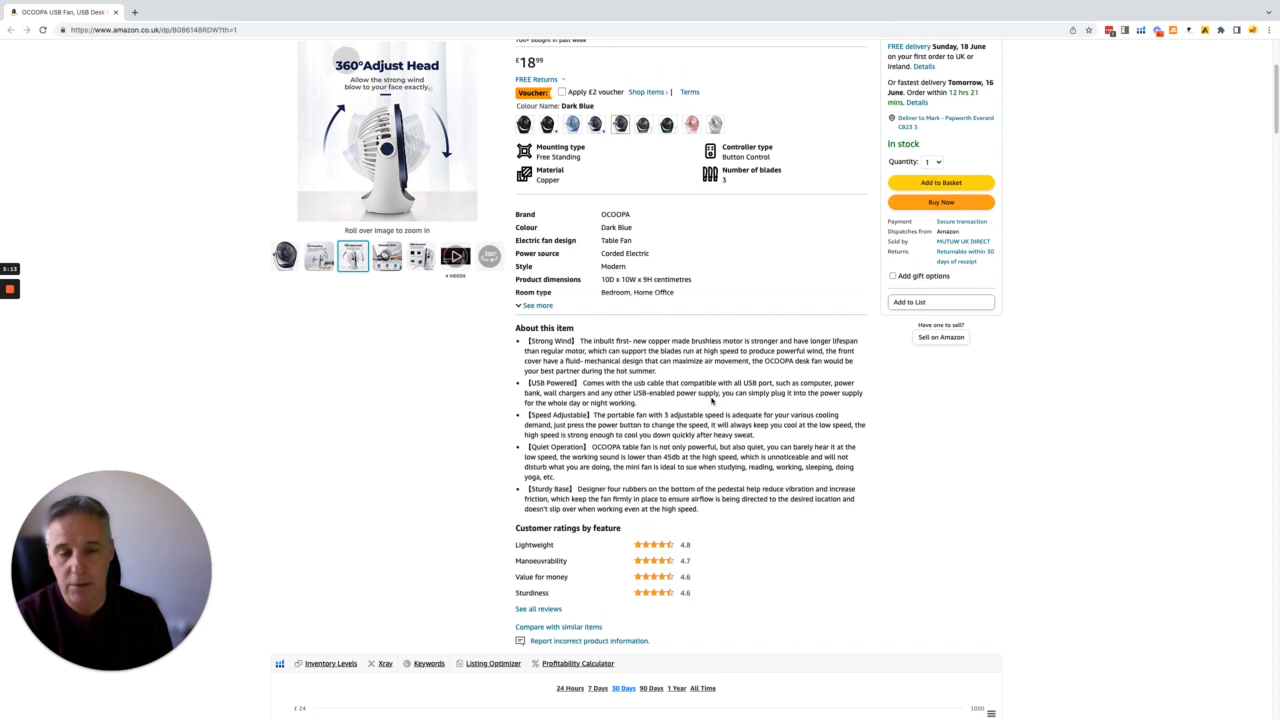 OCOOPA USB Fan, USB Desk
https://www.amazon.co.uk/dp/B086148RDW?th=1
700+ bought in past week
£18⁹⁹
FREE Returns
Voucher: Apply £2 voucher Shop items › | Terms
Colour Name: Dark Blue
360°Adjust Head
Allow the strong wind
blow to your face exactly.
Roll over image to zoom in
4 VIDEOS
360°
Mounting type
Free Standing
Controller type
Button Control
Material
Copper
Number of blades
3
Brand OCOOPA
Colour Dark Blue
Electric fan design Table Fan
Power source Corded Electric
Style Modern
Product dimensions 10D x 10W x 9H centimetres
Room type Bedroom, Home Office
See more
About this item
• 【Strong Wind】 The inbuilt first- new copper made brushless motor is stronger and have longer lifespan
than regular motor, which can support the blades run at high speed to produce powerful wind, the front
cover have a fluid- mechanical design that can maximize air movement, the OCOOPA desk fan would be
your best partner during the hot summer.
• 【USB Powered】 Comes with the usb cable that compatible with all USB port, such as computer, power
bank, wall chargers and any other USB-enabled power supply, you can simply plug it into the power supply
for the whole day or night working.
• 【Speed Adjustable】The portable fan with 3 adjustable speed is adequate for your various cooling
demand, just press the power button to change the speed, it will always keep you cool at the low speed, the
high speed is strong enough to cool you down quickly after heavy sweat.
• 【Quiet Operation】 OCOOPA table fan is not only powerful, but also quiet, you can barely hear it at the
low speed, the working sound is lower than 45db at the high speed, which is unnoticeable and will not
disturb what you are doing, the mini fan is ideal to sue when studying, reading, working, sleeping, doing
yoga, etc.
• 【Sturdy Base】 Designer four rubbers on the bottom of the pedestal help reduce vibration and increase
friction, which keep the fan firmly in place to ensure airflow is being directed to the desired location and
doesn't slip over when working even at the high speed.
Customer ratings by feature
Lightweight 4.8
Manoeuvrability 4.7
Value for money 4.6
Sturdiness 4.6
See all reviews
Compare with similar items
Report incorrect product information.
FREE delivery Sunday, 18 June
on your first order to UK or
Ireland. Details
Or fastest delivery Tomorrow, 16
June. Order within 12 hrs 21
mins. Details
Deliver to Mark - Papworth Everard
CB23 3
In stock
Quantity: 1
Add to Basket
Buy Now
Payment Secure transaction
Dispatches from Amazon
Sold by MUTUW UK DIRECT
Returns Returnable within 30
days of receipt
Add gift options
Add to List
Have one to sell?
Sell on Amazon
5:13
Inventory Levels Xray Keywords Listing Optimizer Profitability Calculator
24 Hours 7 Days 30 Days 90 Days 1 Year All Time
£ 24 1000